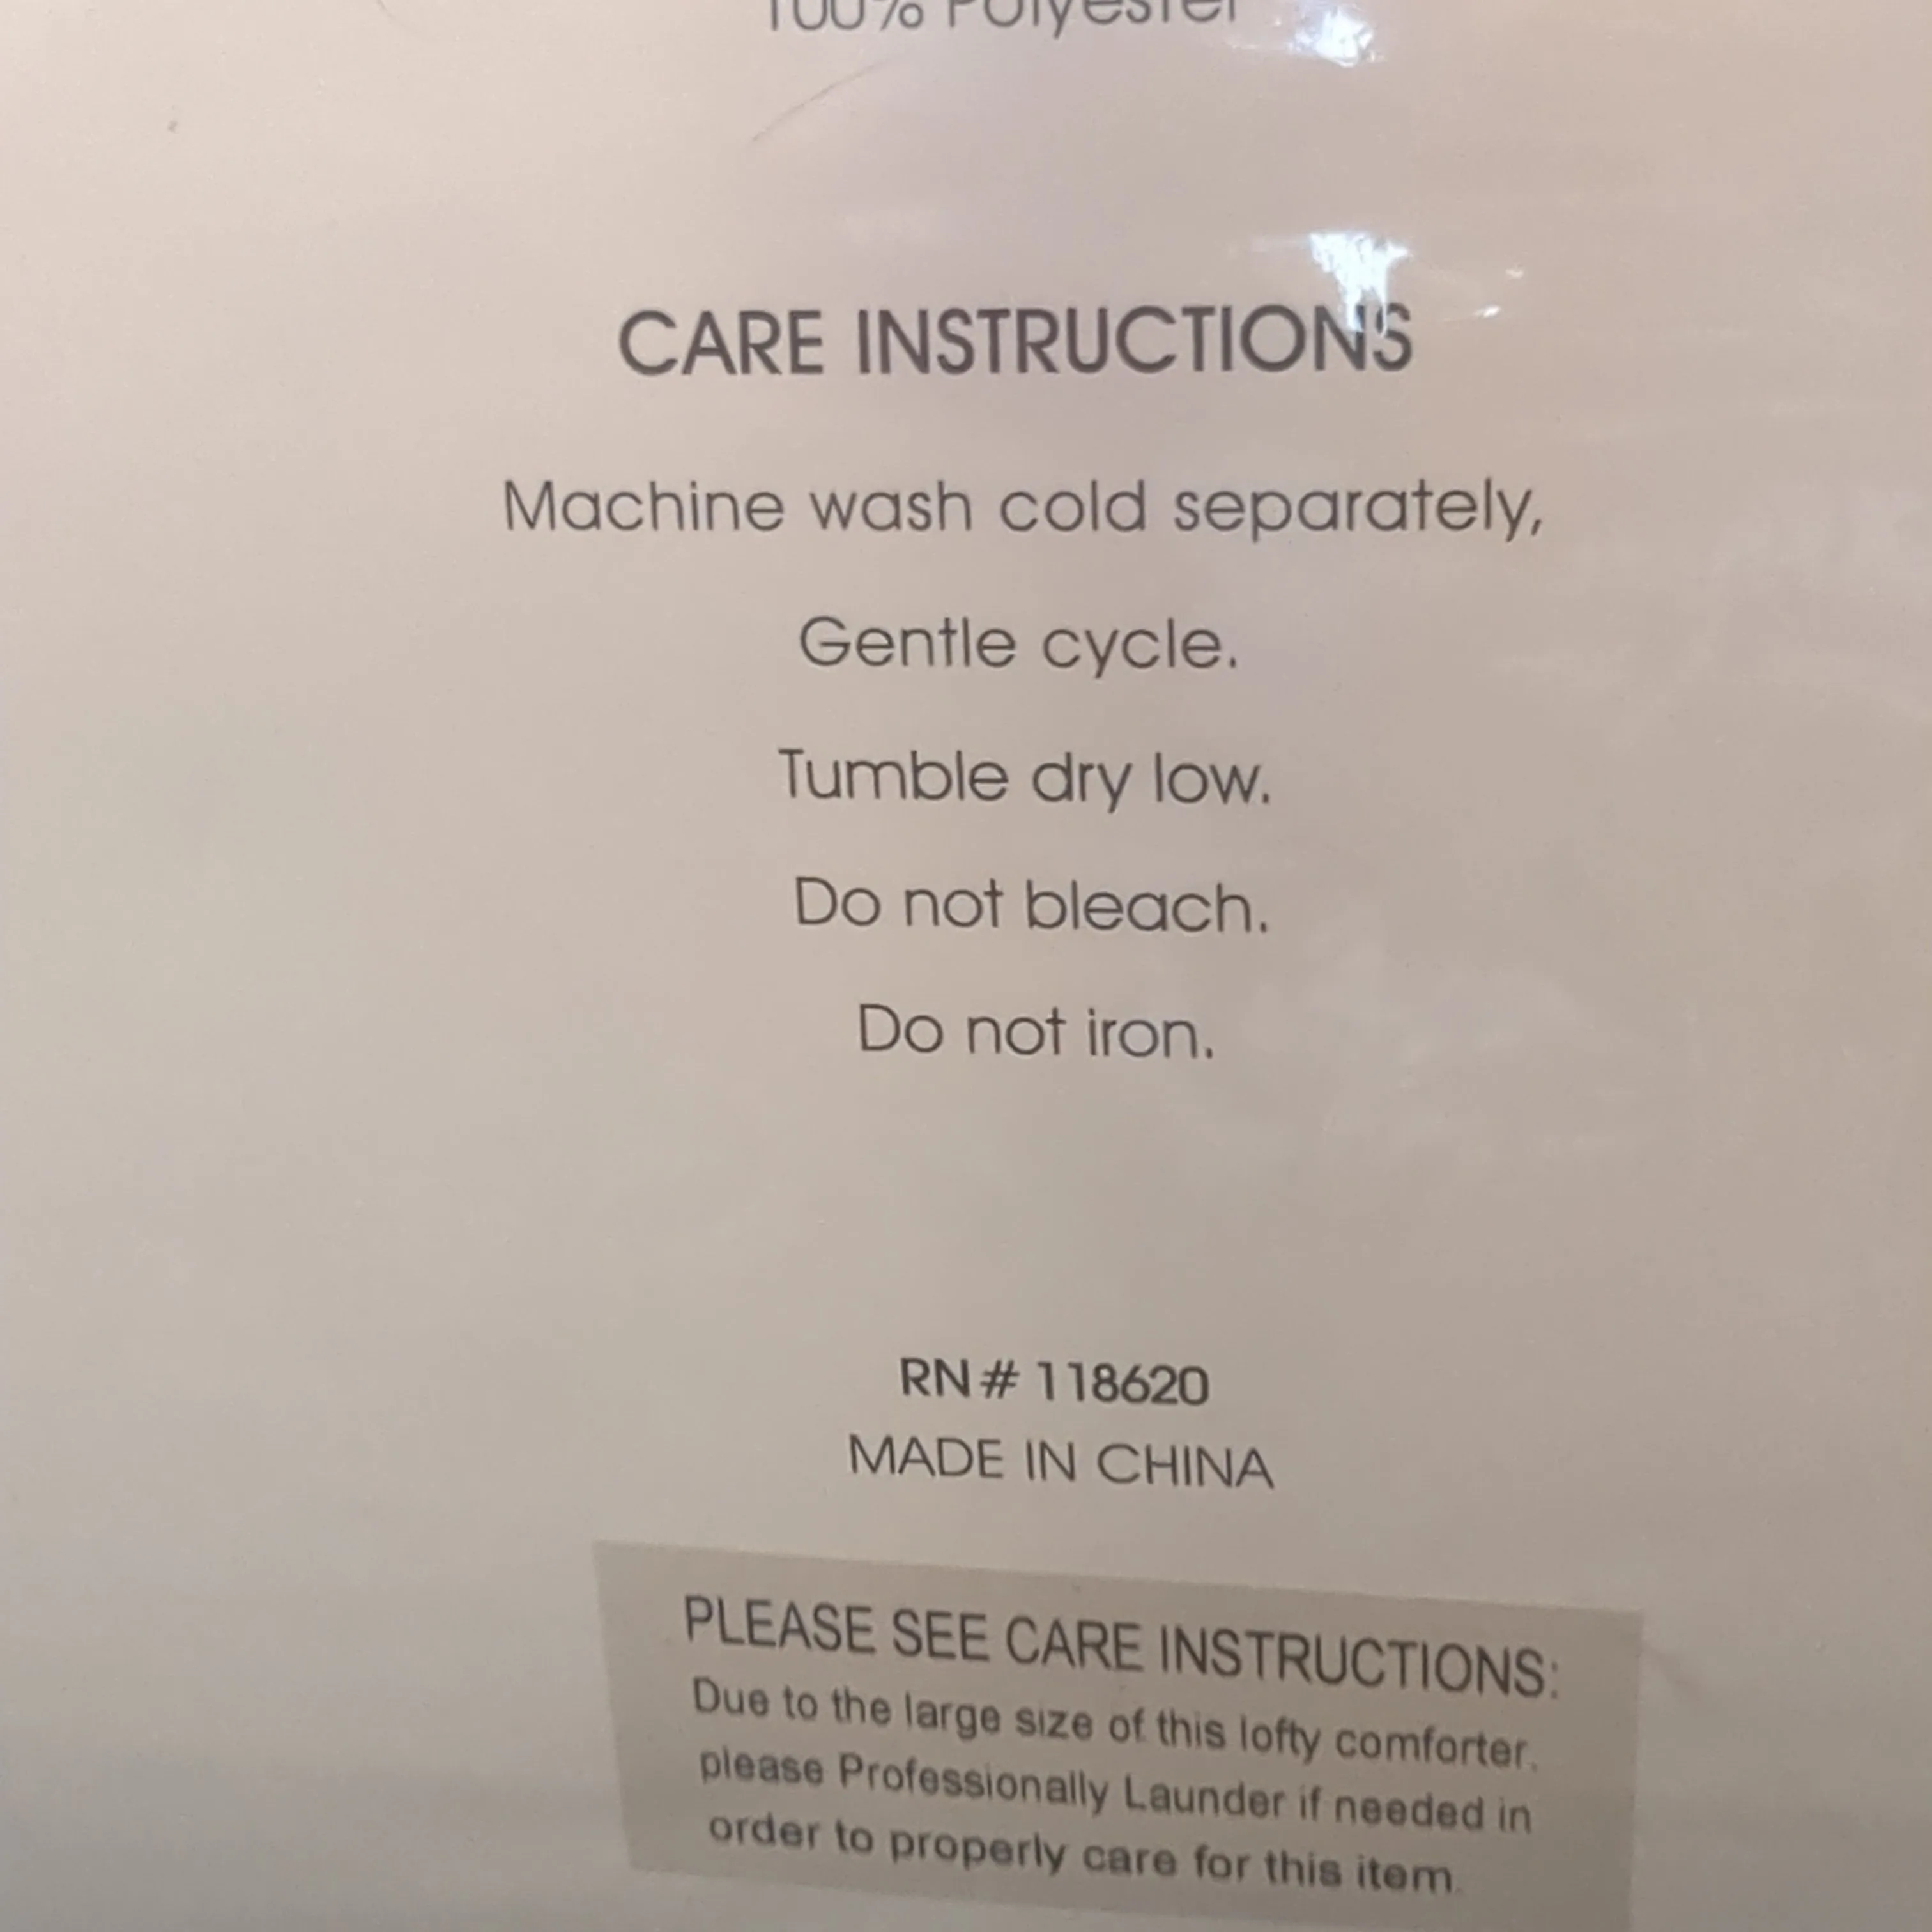 100% Polyester
CARE INSTRUCTIONS
Machine wash cold separately,
Gentle cycle.
Tumble dry low.
Do not bleach.
Do not iron.
RN# 118620
MADE IN CHINA
PLEASE SEE CARE INSTRUCTIONS:
Due to the large size of this lofty comforter,
please Professionally Launder if needed in
order to properly care for this item.